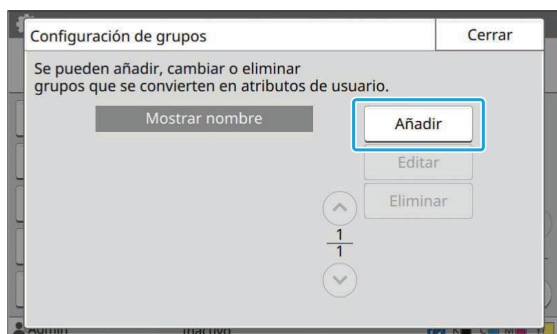 Configuración de grupos
Cerrar
Se pueden añadir, cambiar o eliminar
grupos que se convierten en atributos de usuario.
Mostrar nombre
Añadir
Editar
Eliminar
1
1
Admin Inactivo K C M Y